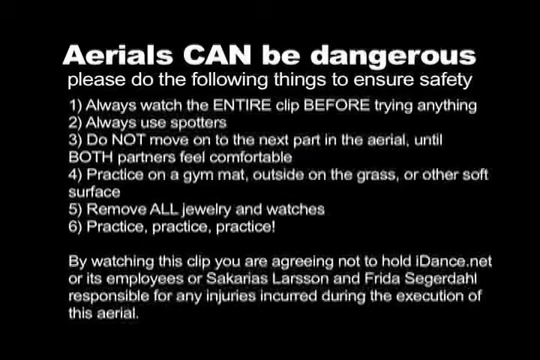 Aerials CAN be dangerous
please do the following things to ensure safety
1) Always watch the ENTIRE clip BEFORE trying anything
2) Always use spotters
3) Do NOT move on to the next part in the aerial, until
BOTH partners feel comfortable
4) Practice on a gym mat, outside on the grass, or other soft
surface
5) Remove ALL jewelry and watches
6) Practice, practice, practice!
By watching this clip you are agreeing not to hold iDance.net
or its employees or Sakarias Larsson and Frida Segerdahl
responsible for any injuries incurred during the execution of
this aerial.